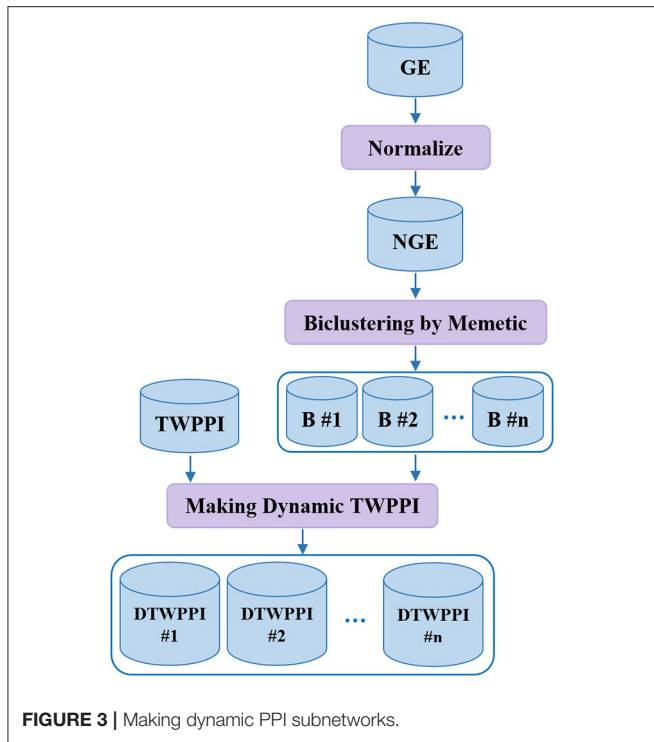 GE
Normalize
NGE
Biclustering by Memetic
TWPPI
B #1 B #2 ... B #n
Making Dynamic TWPPI
DTWPPI
#1
DTWPPI
#2
...
DTWPPI
#n
FIGURE 3 | Making dynamic PPI subnetworks.